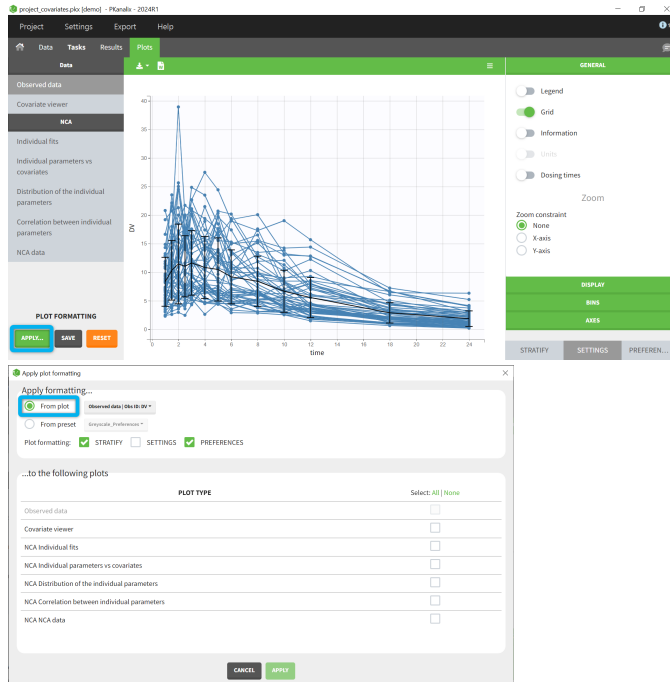 project_covariates.pkx (demo) - PKanalix - 2024R1
Project Settings Export Help
Data Tasks Results Plots
Data
Observed data
Covariate viewer
NCA
Individual fits
Individual parameters vs
covariates
Distribution of the individual
parameters
Correlation between individual
parameters
NCA data
PLOT FORMATTING
APPLY... SAVE RESET
40
35
30
25
20
15
10
5
0
DV
0 2 4 6 8 10 12 14 16 18 20 22 24
time
GENERAL
Legend
Grid
Information
Units
Dosing times
Zoom
Zoom constraint
None
X-axis
Y-axis
DISPLAY
BINS
AXES
STRATIFY SETTINGS PREFEREN...
Apply plot formatting
Apply formatting...
From plot Observed data | Obs ID: DV
From preset Greyscale_Preferences
Plot formatting: STRATIFY SETTINGS PREFERENCES
...to the following plots
PLOT TYPE Select: All | None
Observed data
Covariate viewer
NCA Individual fits
NCA Individual parameters vs covariates
NCA Distribution of the individual parameters
NCA Correlation between individual parameters
NCA NCA data
CANCEL APPLY